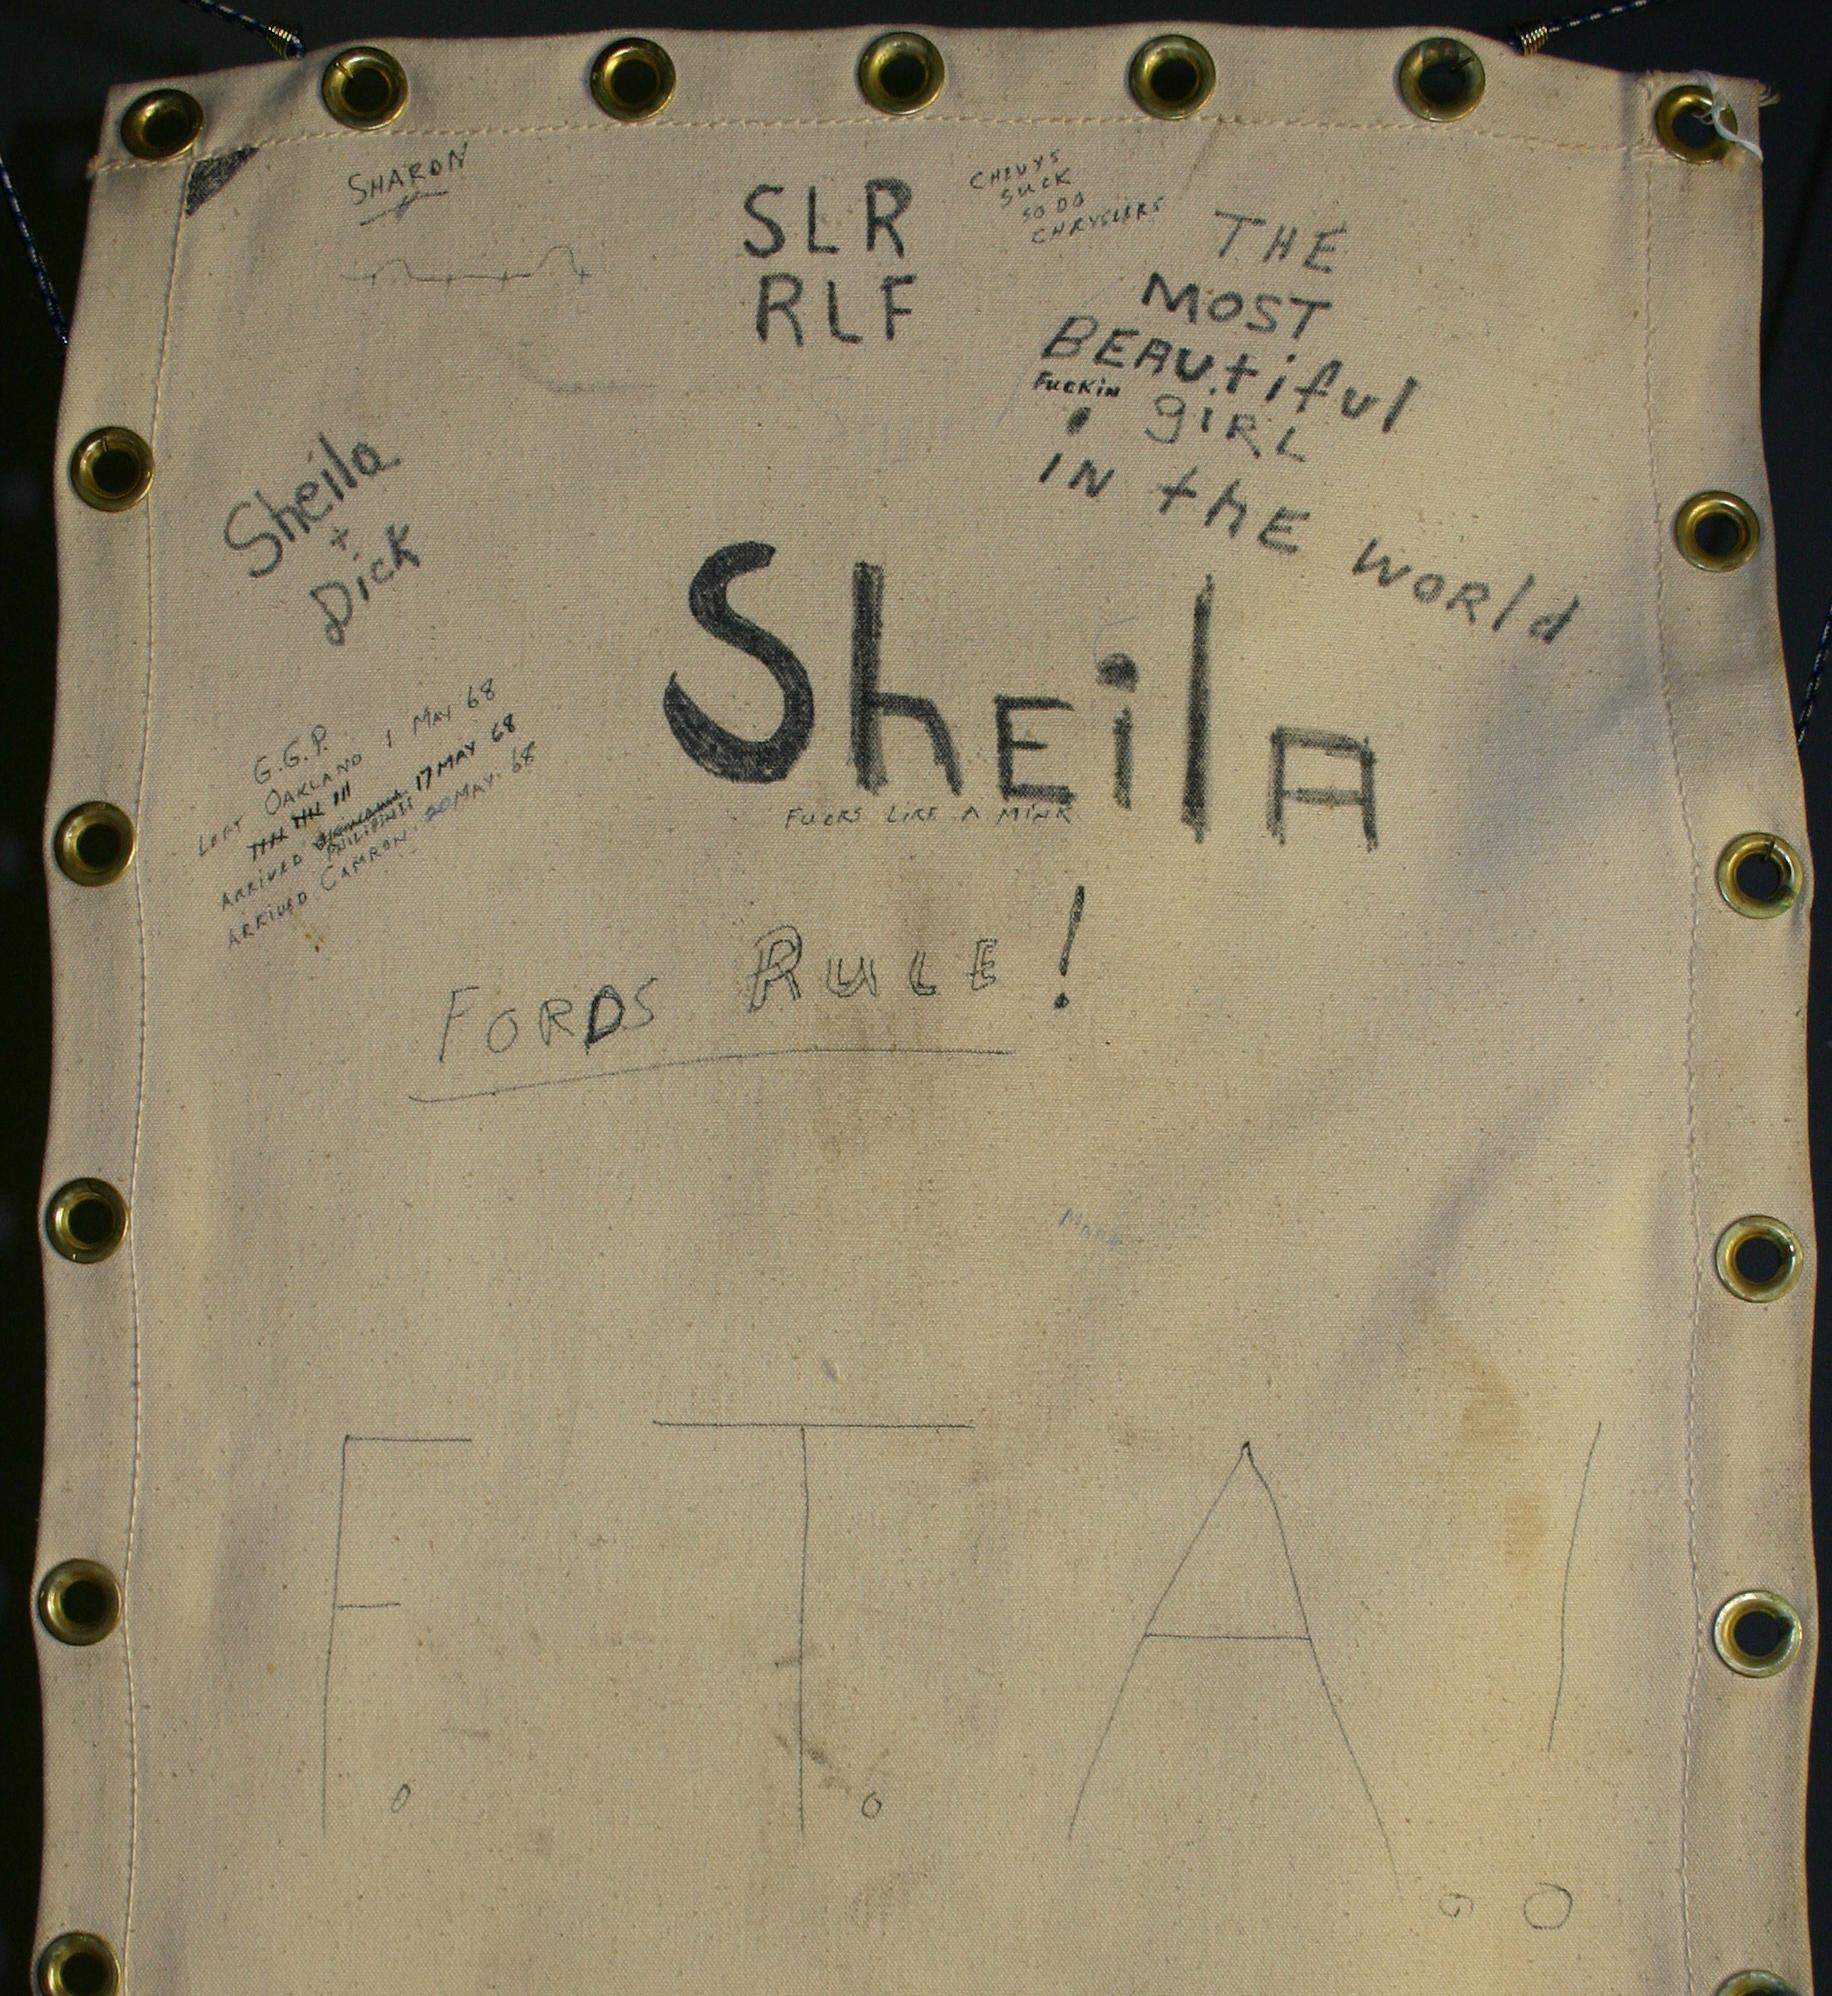 SHARON
SLR
RLF
CHEVYS
SUCK
SO DO
CHRYSLERS
THE
MOST
BEAUtiful
FUCKiN
giRL
IN thE WORld
Sheila
+
Dick
ShEilA
FUCKS LIKE A MINK
G.G.P.
LEFT OAKLAND 1 MAY 68
ARRIVED 17 MAY 68
PHILIPINES
ARRIVED CAMRON. 20 MAY. 68
FORDS RULE!
F.T.A.!